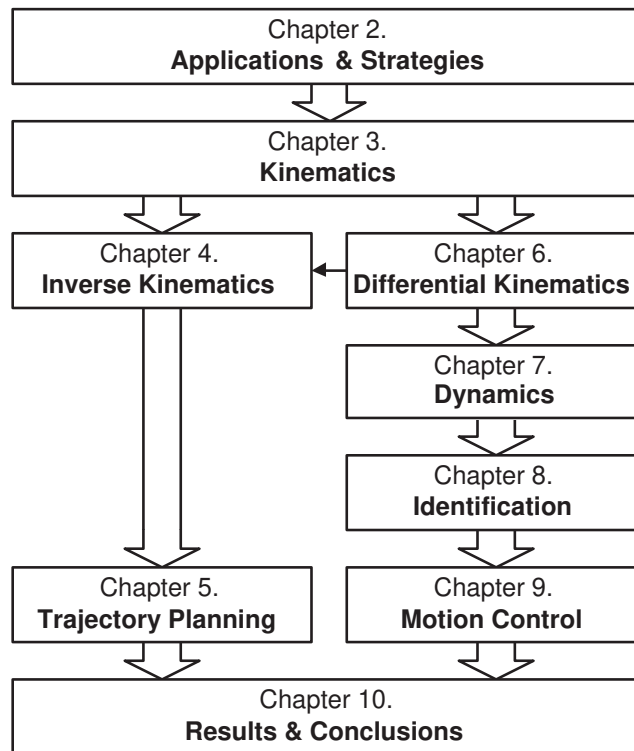 Chapter 2.
Applications & Strategies
Chapter 3.
Kinematics
Chapter 4.
Inverse Kinematics
Chapter 6.
Differential Kinematics
Chapter 7.
Dynamics
Chapter 8.
Identification
Chapter 5.
Trajectory Planning
Chapter 9.
Motion Control
Chapter 10.
Results & Conclusions